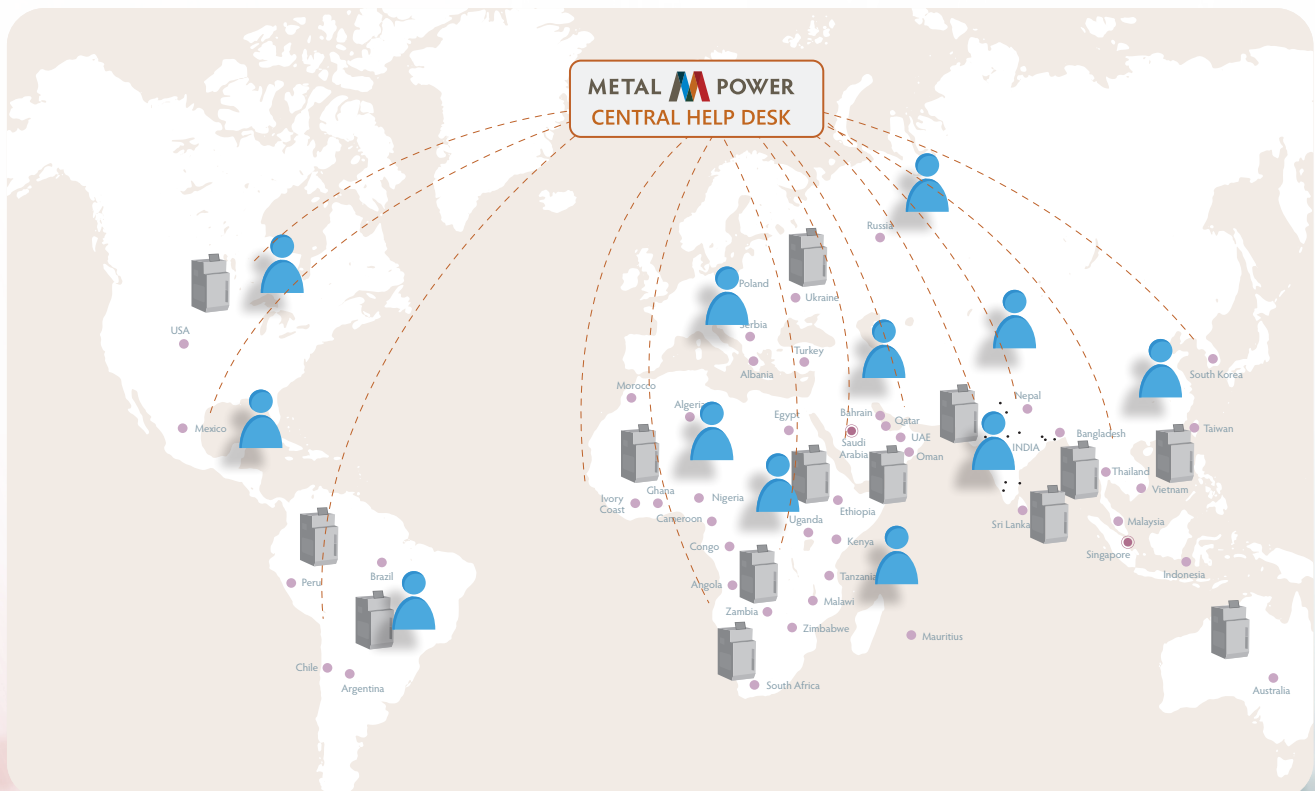 METAL POWER
CENTRAL HELP DESK
Russia
Poland
Ukraine
Serbia
USA
Turkey
Albania
South Korea
Morocco
Nepal
Algeria
Bahrain
Egypt
Qatar
Mexico
Taiwan
Bangladesh
UAE
Saudi
Arabia
INDIA
Oman
Thailand
Ghana
Vietnam
Ivory
Coast
Nigeria
Ethiopia
Cameroon
Uganda
Sri Lanka
Malaysia
Kenya
Congo
Singapore
Brazil
Tanzania
Indonesia
Peru
Angola
Malawi
Zambia
Zimbabwe
Mauritius
Chile
Argentina
South Africa
Australia